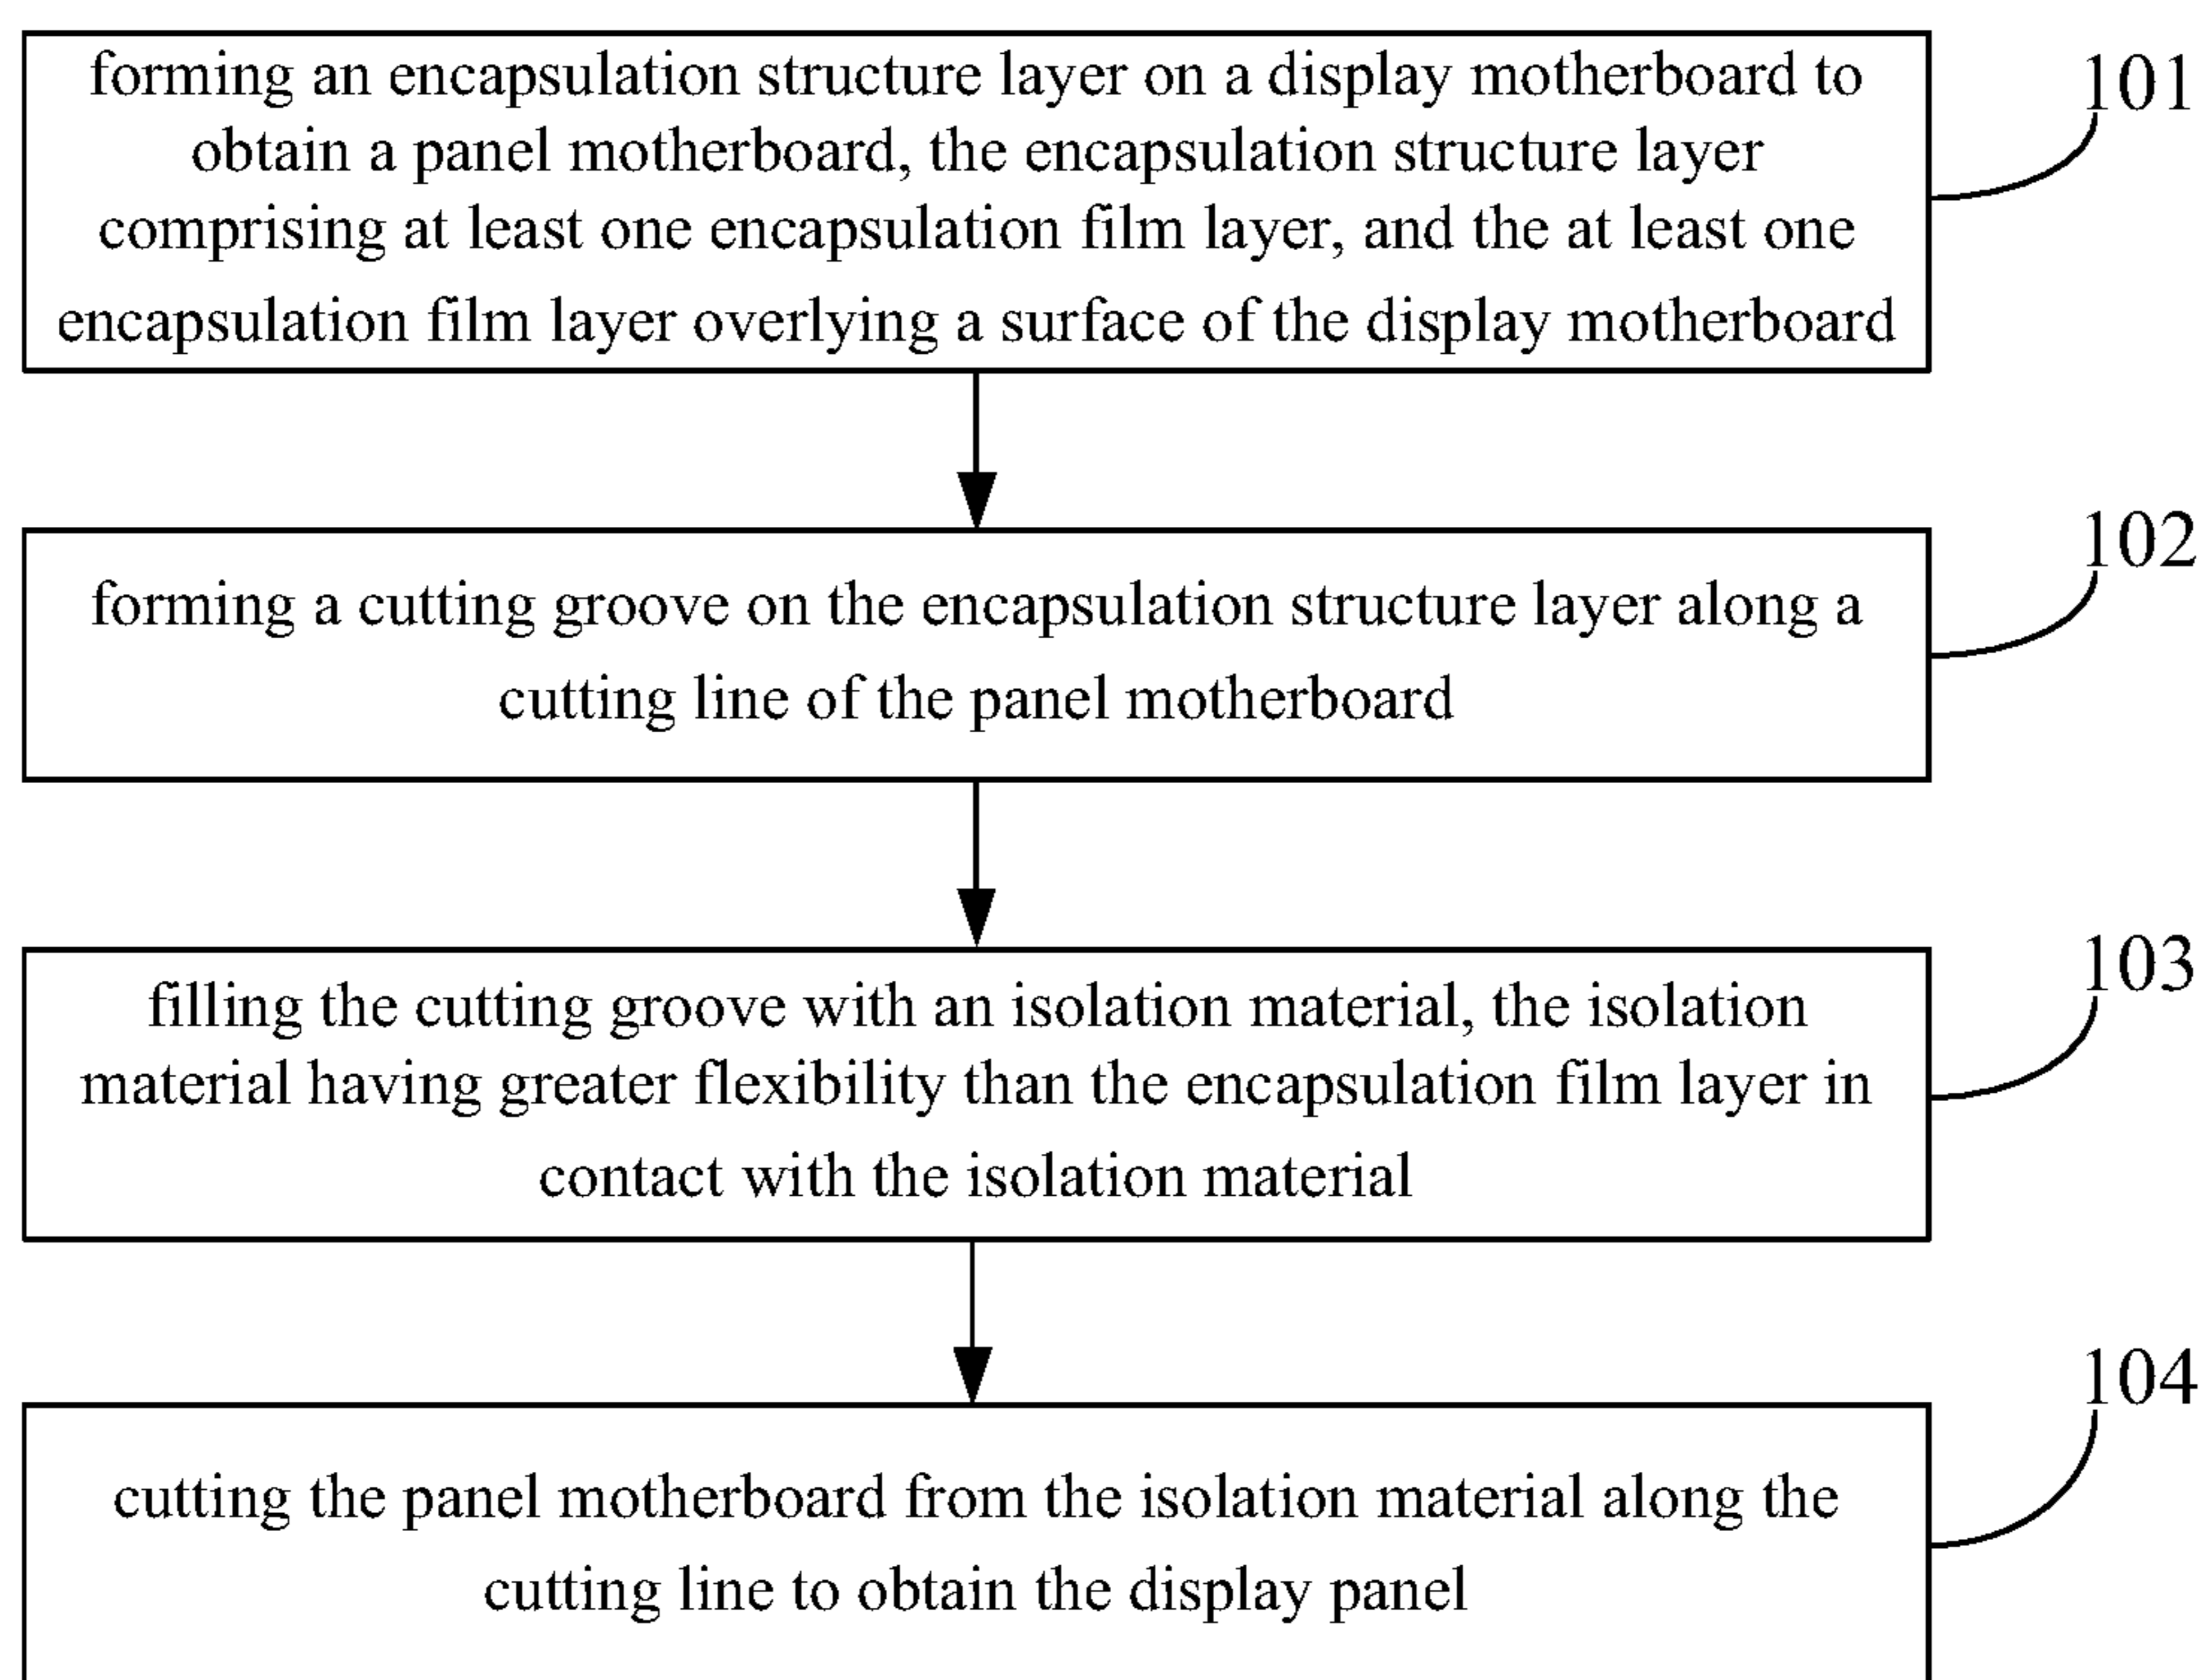 forming an encapsulation structure layer on a display motherboard to
obtain a panel motherboard, the encapsulation structure layer
comprising at least one encapsulation film layer, and the at least one
encapsulation film layer overlying a surface of the display motherboard
101
forming a cutting groove on the encapsulation structure layer along a
cutting line of the panel motherboard
102
filling the cutting groove with an isolation material, the isolation
material having greater flexibility than the encapsulation film layer in
contact with the isolation material
103
cutting the panel motherboard from the isolation material along the
cutting line to obtain the display panel
104